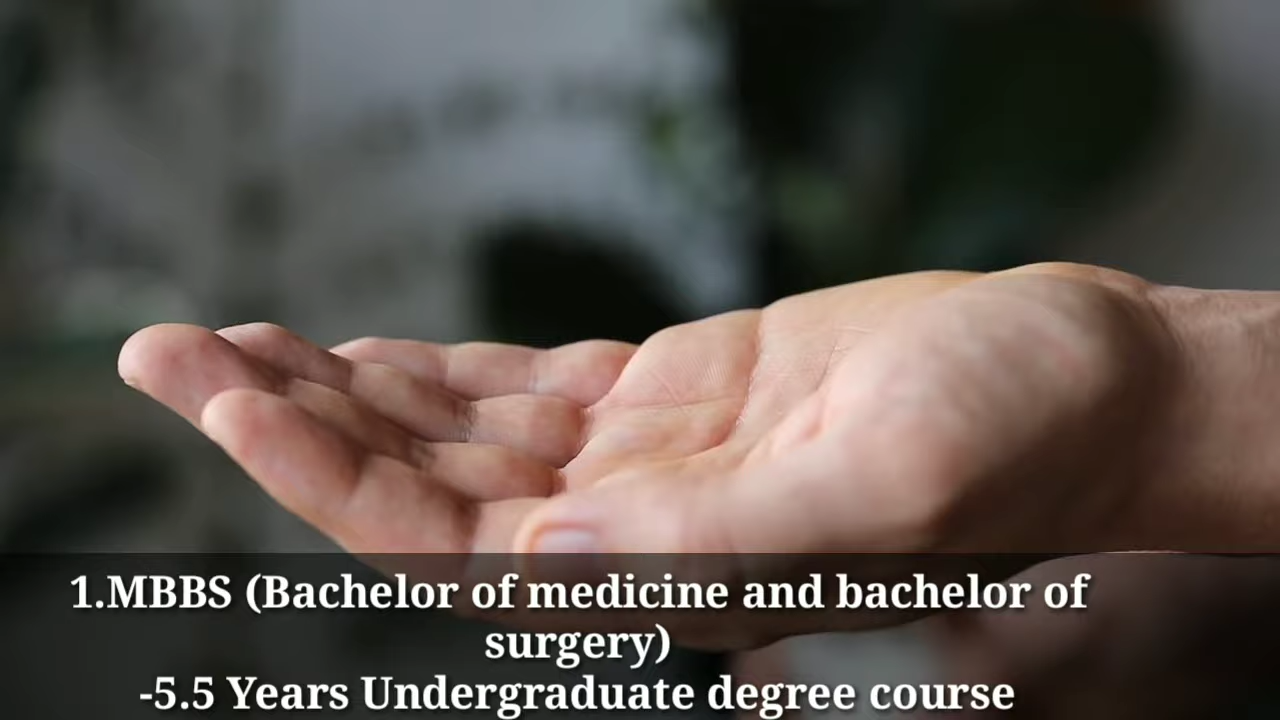 1.MBBS (Bachelor of medicine and bachelor of
surgery)
-5.5 Years Undergraduate degree course